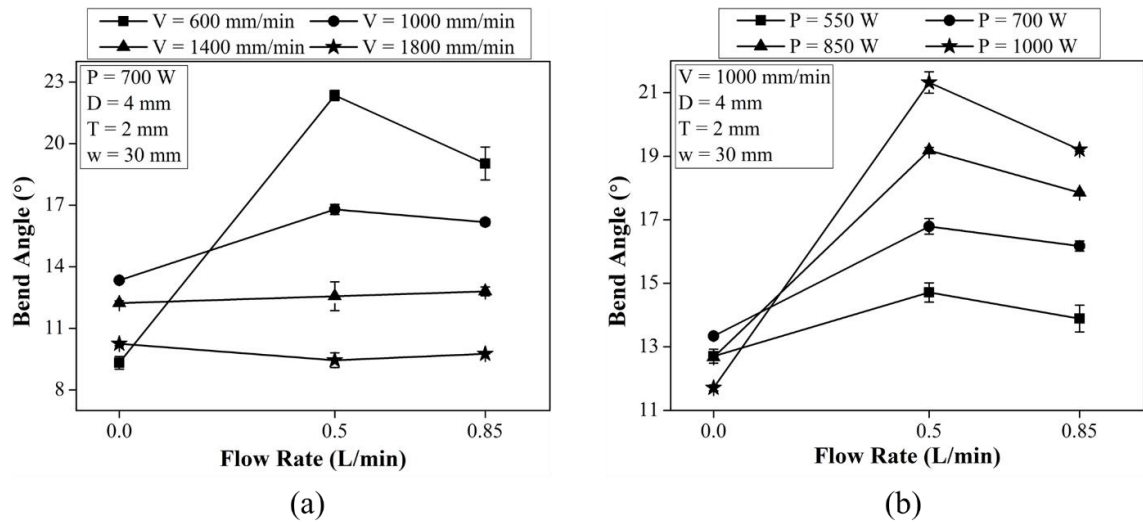 V = 600 mm/min V = 1000 mm/min
V = 1400 mm/min V = 1800 mm/min
P = 700 W
D = 4 mm
T = 2 mm
w = 30 mm
23
20
17
14
11
8
Bend Angle (°)
0.0 0.5 0.85
Flow Rate (L/min)
(a)
P = 550 W P = 700 W
P = 850 W P = 1000 W
V = 1000 mm/min
D = 4 mm
T = 2 mm
w = 30 mm
21
19
17
15
13
11
Bend Angle (°)
0.0 0.5 0.85
Flow Rate (L/min)
(b)